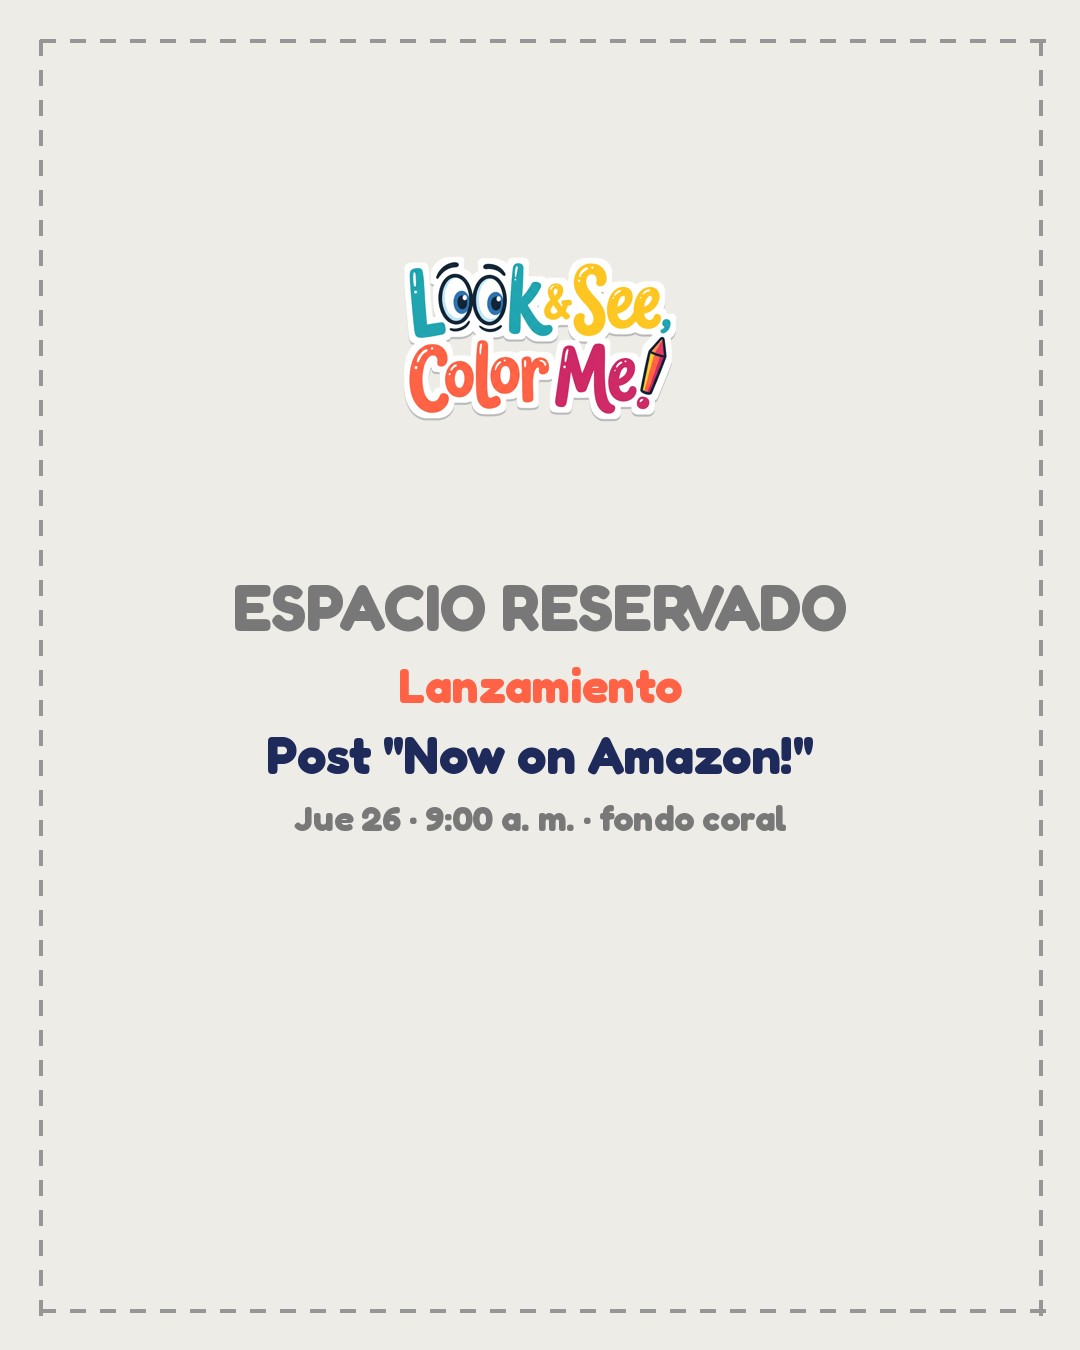 Look & See,
Color Me!
ESPACIO RESERVADO
Lanzamiento
Post "Now on Amazon!"
Jue 26 · 9:00 a. m. · fondo coral